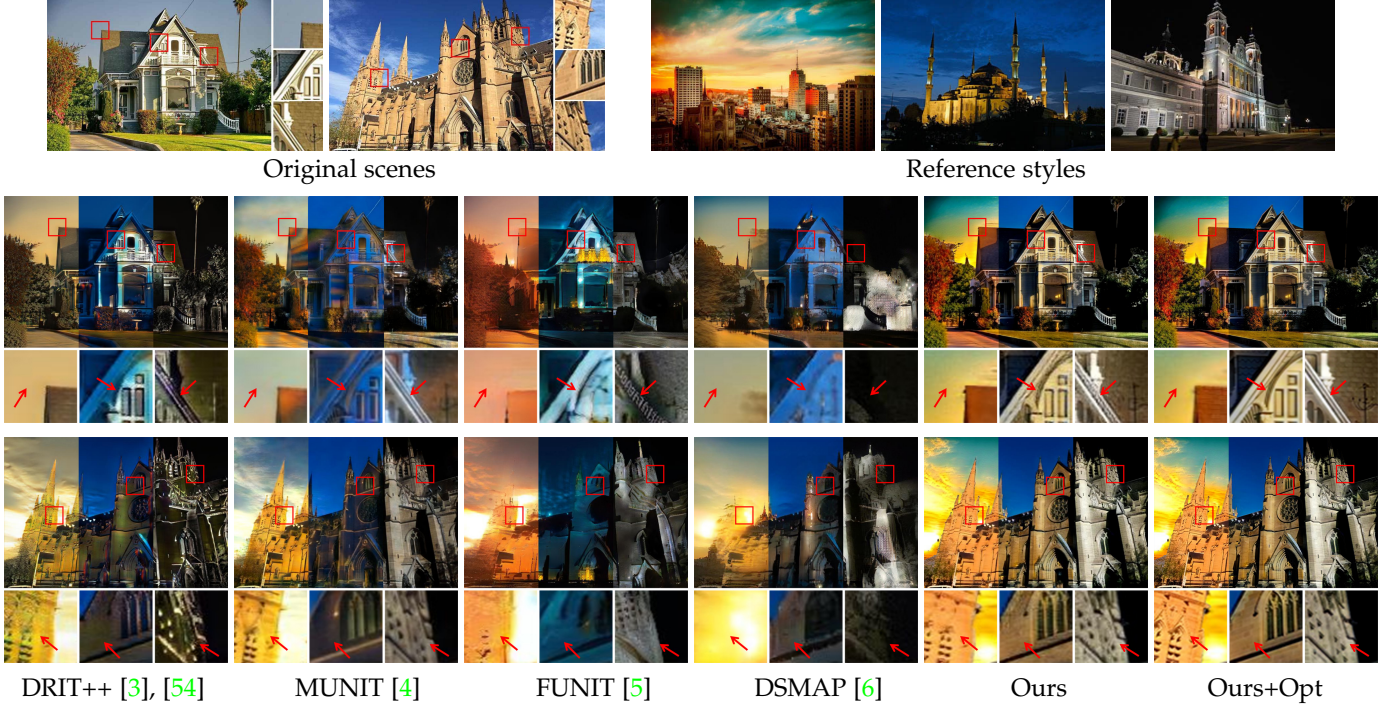 Original scenes
Reference styles
DRIT++ [3], [54]
MUNIT [4]
FUNIT [5]
DSMAP [6]
Ours
Ours+Opt